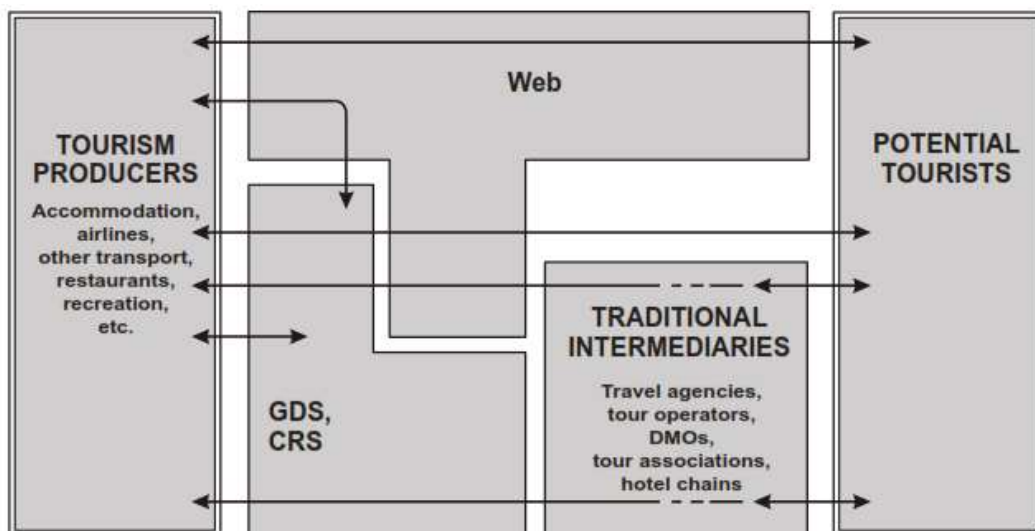 Web
TOURISM
PRODUCERS
Accommodation,
airlines,
other transport,
restaurants,
recreation,
etc.
POTENTIAL
TOURISTS
GDS,
CRS
TRADITIONAL
INTERMEDIARIES
Travel agencies,
tour operators,
DMOs,
tour associations,
hotel chains